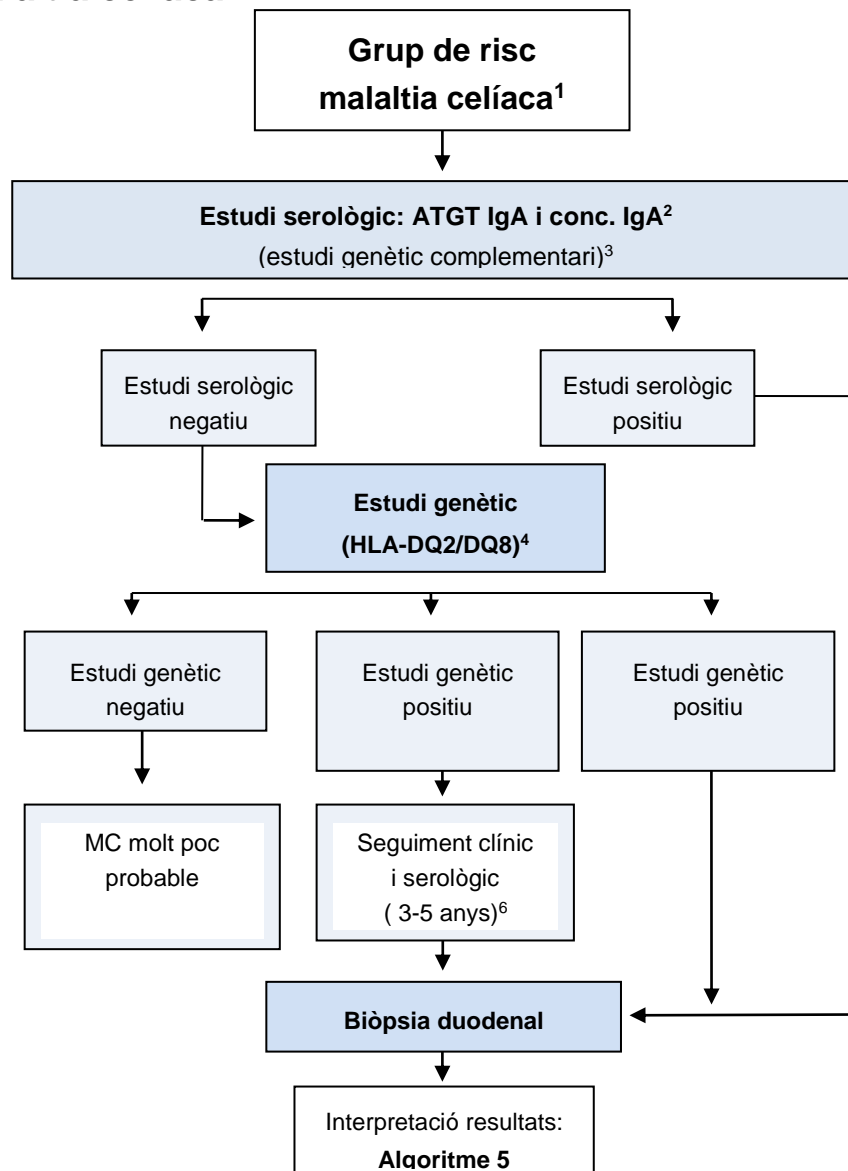 Grup de risc
malaltia celíaca¹
Estudi serològic: ATGT IgA i conc. IgA²
(estudi genètic complementari)³
Estudi serològic
negatiu
Estudi serològic
positiu
Estudi genètic
(HLA-DQ2/DQ8)⁴
Estudi genètic
negatiu
Estudi genètic
positiu
Estudi genètic
positiu
MC molt poc
probable
Seguiment clínic
i serològic
( 3-5 anys)⁶
Biòpsia duodenal
Interpretació resultats:
Algoritme 5